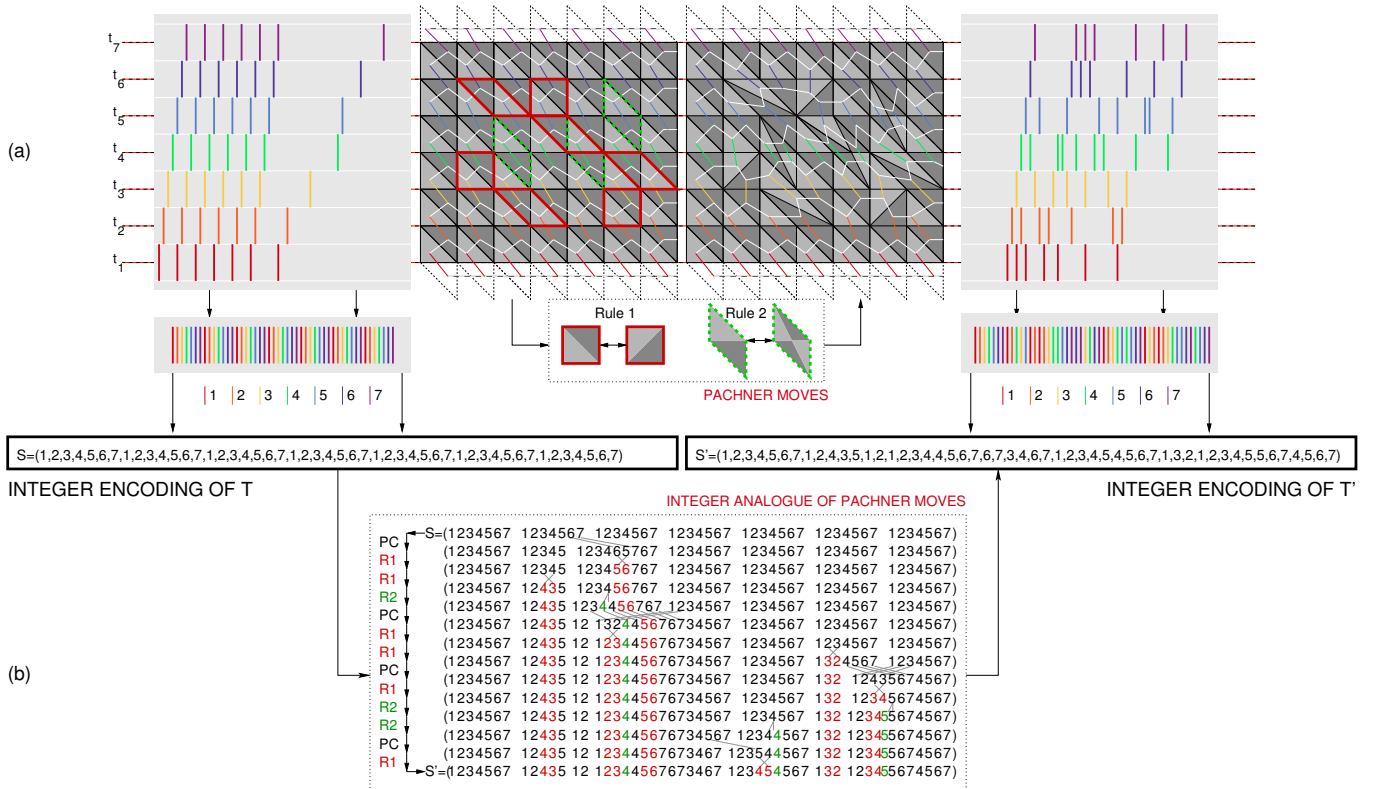 t7
t6
t5
t4
t3
t2
t1
(a)
Rule 1
Rule 2
PACHNER MOVES
1 2 3 4 5 6 7
1 2 3 4 5 6 7
S=(1,2,3,4,5,6,7,1,2,3,4,5,6,7,1,2,3,4,5,6,7,1,2,3,4,5,6,7,1,2,3,4,5,6,7,1,2,3,4,5,6,7,1,2,3,4,5,6,7)
S'=(1,2,3,4,5,6,7,1,2,4,3,5,1,2,1,2,3,4,4,5,6,7,6,7,3,4,6,7,1,2,3,4,5,4,5,6,7,1,3,2,1,2,3,4,5,5,6,7,4,5,6,7)
INTEGER ENCODING OF T
INTEGER ENCODING OF T'
INTEGER ANALOGUE OF PACHNER MOVES
S=(1234567 1234567 1234567 1234567 1234567 1234567 1234567)
PC
(1234567 12345 123465767 1234567 1234567 1234567 1234567)
R1
(1234567 12345 123456767 1234567 1234567 1234567 1234567)
R1
(1234567 12435 123456767 1234567 1234567 1234567 1234567)
R2
(1234567 12435 1234456767 1234567 1234567 1234567 1234567)
PC
(1234567 12435 12 132445676734567 1234567 1234567 1234567)
R1
(1234567 12435 12 123445676734567 1234567 1234567 1234567)
R1
(1234567 12435 12 123445676734567 1234567 1324567 1234567)
PC
(b)
(1234567 12435 12 123445676734567 1234567 132 12435674567)
R1
(1234567 12435 12 123445676734567 1234567 132 12345674567)
R2
(1234567 12435 12 123445676734567 1234567 132 123455674567)
R2
(1234567 12435 12 123445676734567 12344567 132 123455674567)
PC
(1234567 12435 12 12344567673467 123544567 132 123455674567)
R1
S'=(1234567 12435 12 12344567673467 123454567 132 123455674567)